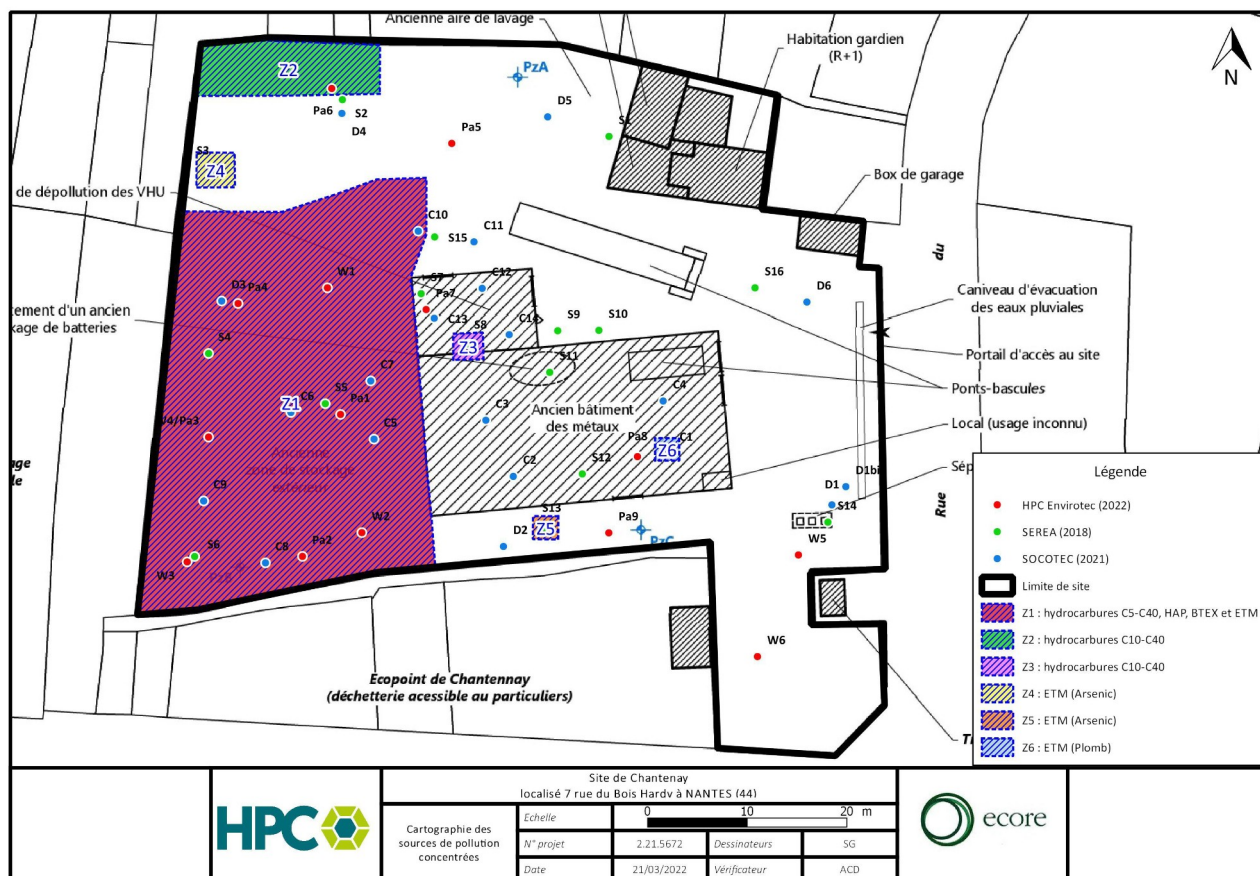 Ancienne aire de lavage
Habitation gardien
(R+1)
N
Z2
PzA
Pa6
S2
D4
D5
Pa5
S3
Z4
de dépollution des VHU
Box de garage
C10
S15
C11
du
S16
D6
W1
D3
Pa4
S7
Pa7
C12
Caniveau d'évacuation
des eaux pluviales
d'un ancien
de batteries
C13
S8
C14
S9
S10
S4
Z3
Portail d'accès au site
S11
C7
Ponts-bascules
C6
S5
Pa1
Z1
C4
C3
Ancien bâtiment
des métaux
/Pa3
C5
Pa8
C1
Z6
Local (usage inconnu)
Ancienne
C2
S12
D1
S14
C9
Rue
W2
S13
Z5
Pa9
D2
PzC
W5
S6
W3
PzB
C8
Pa2
W6
Ecopoint de Chantennay
(déchetterie acessible au particuliers)
Légende
HPC Envirotec (2022)
SEREA (2018)
SOCOTEC (2021)
Limite de site
Z1 : hydrocarbures C5-C40, HAP, BTEX et ETM
Z2 : hydrocarbures C10-C40
Z3 : hydrocarbures C10-C40
Z4 : ETM (Arsenic)
Z5 : ETM (Arsenic)
Z6 : ETM (Plomb)
HPC
Cartographie des
sources de pollution
concentrées
Site de Chantenay
localisé 7 rue du Bois Hardy à NANTES (44)
Echelle
0 10 20 m
N° projet 2.21.5672 Dessinateurs SG
Date 21/03/2022 Vérificateur ACD
ecore